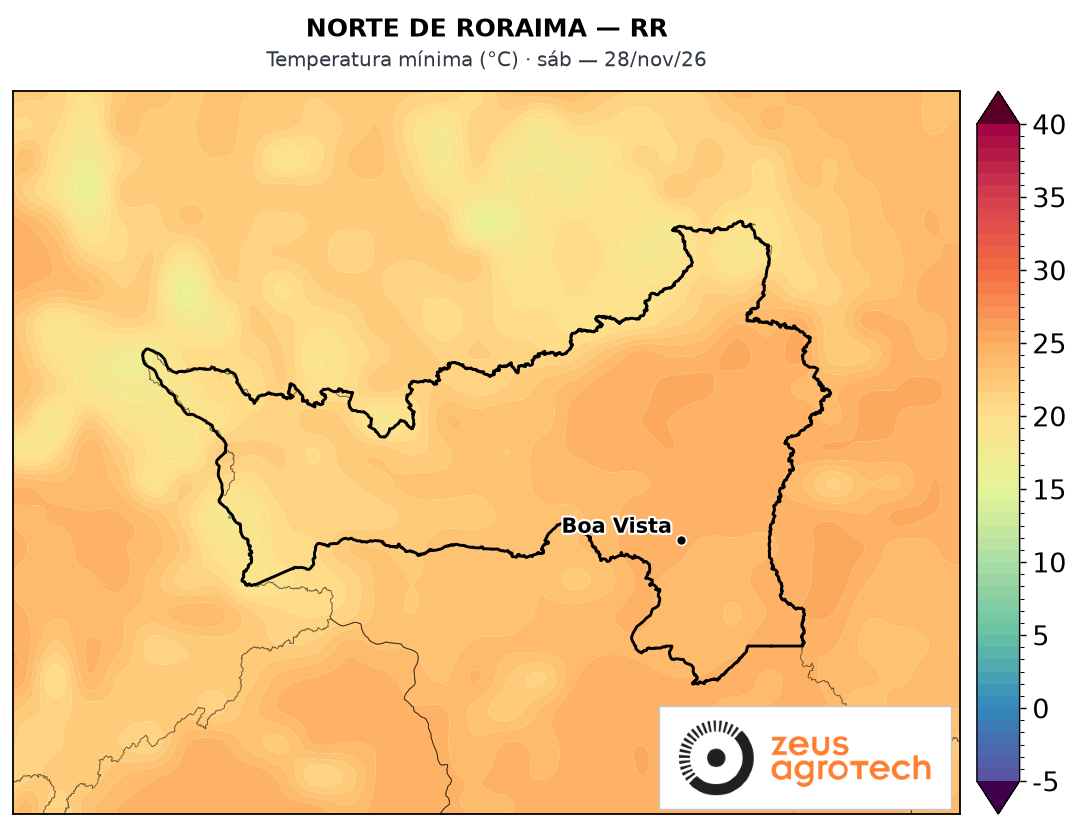 NORTE DE RORAIMA — RR
Temperatura mínima (°C) · sáb — 28/nov/26
40
35
30
25
20
15
10
5
0
-5
Boa Vista
zeus
agrotech